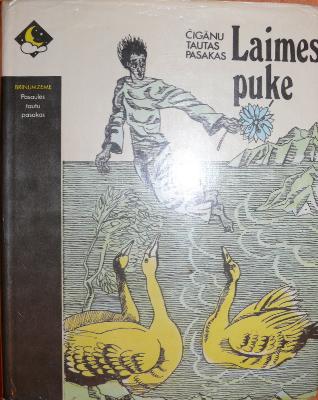 ČIGĀNU
TAUTAS
PASAKAS
Laimes
puķe
BRĪNUMZEME
Pasaules
tautu
pasakas